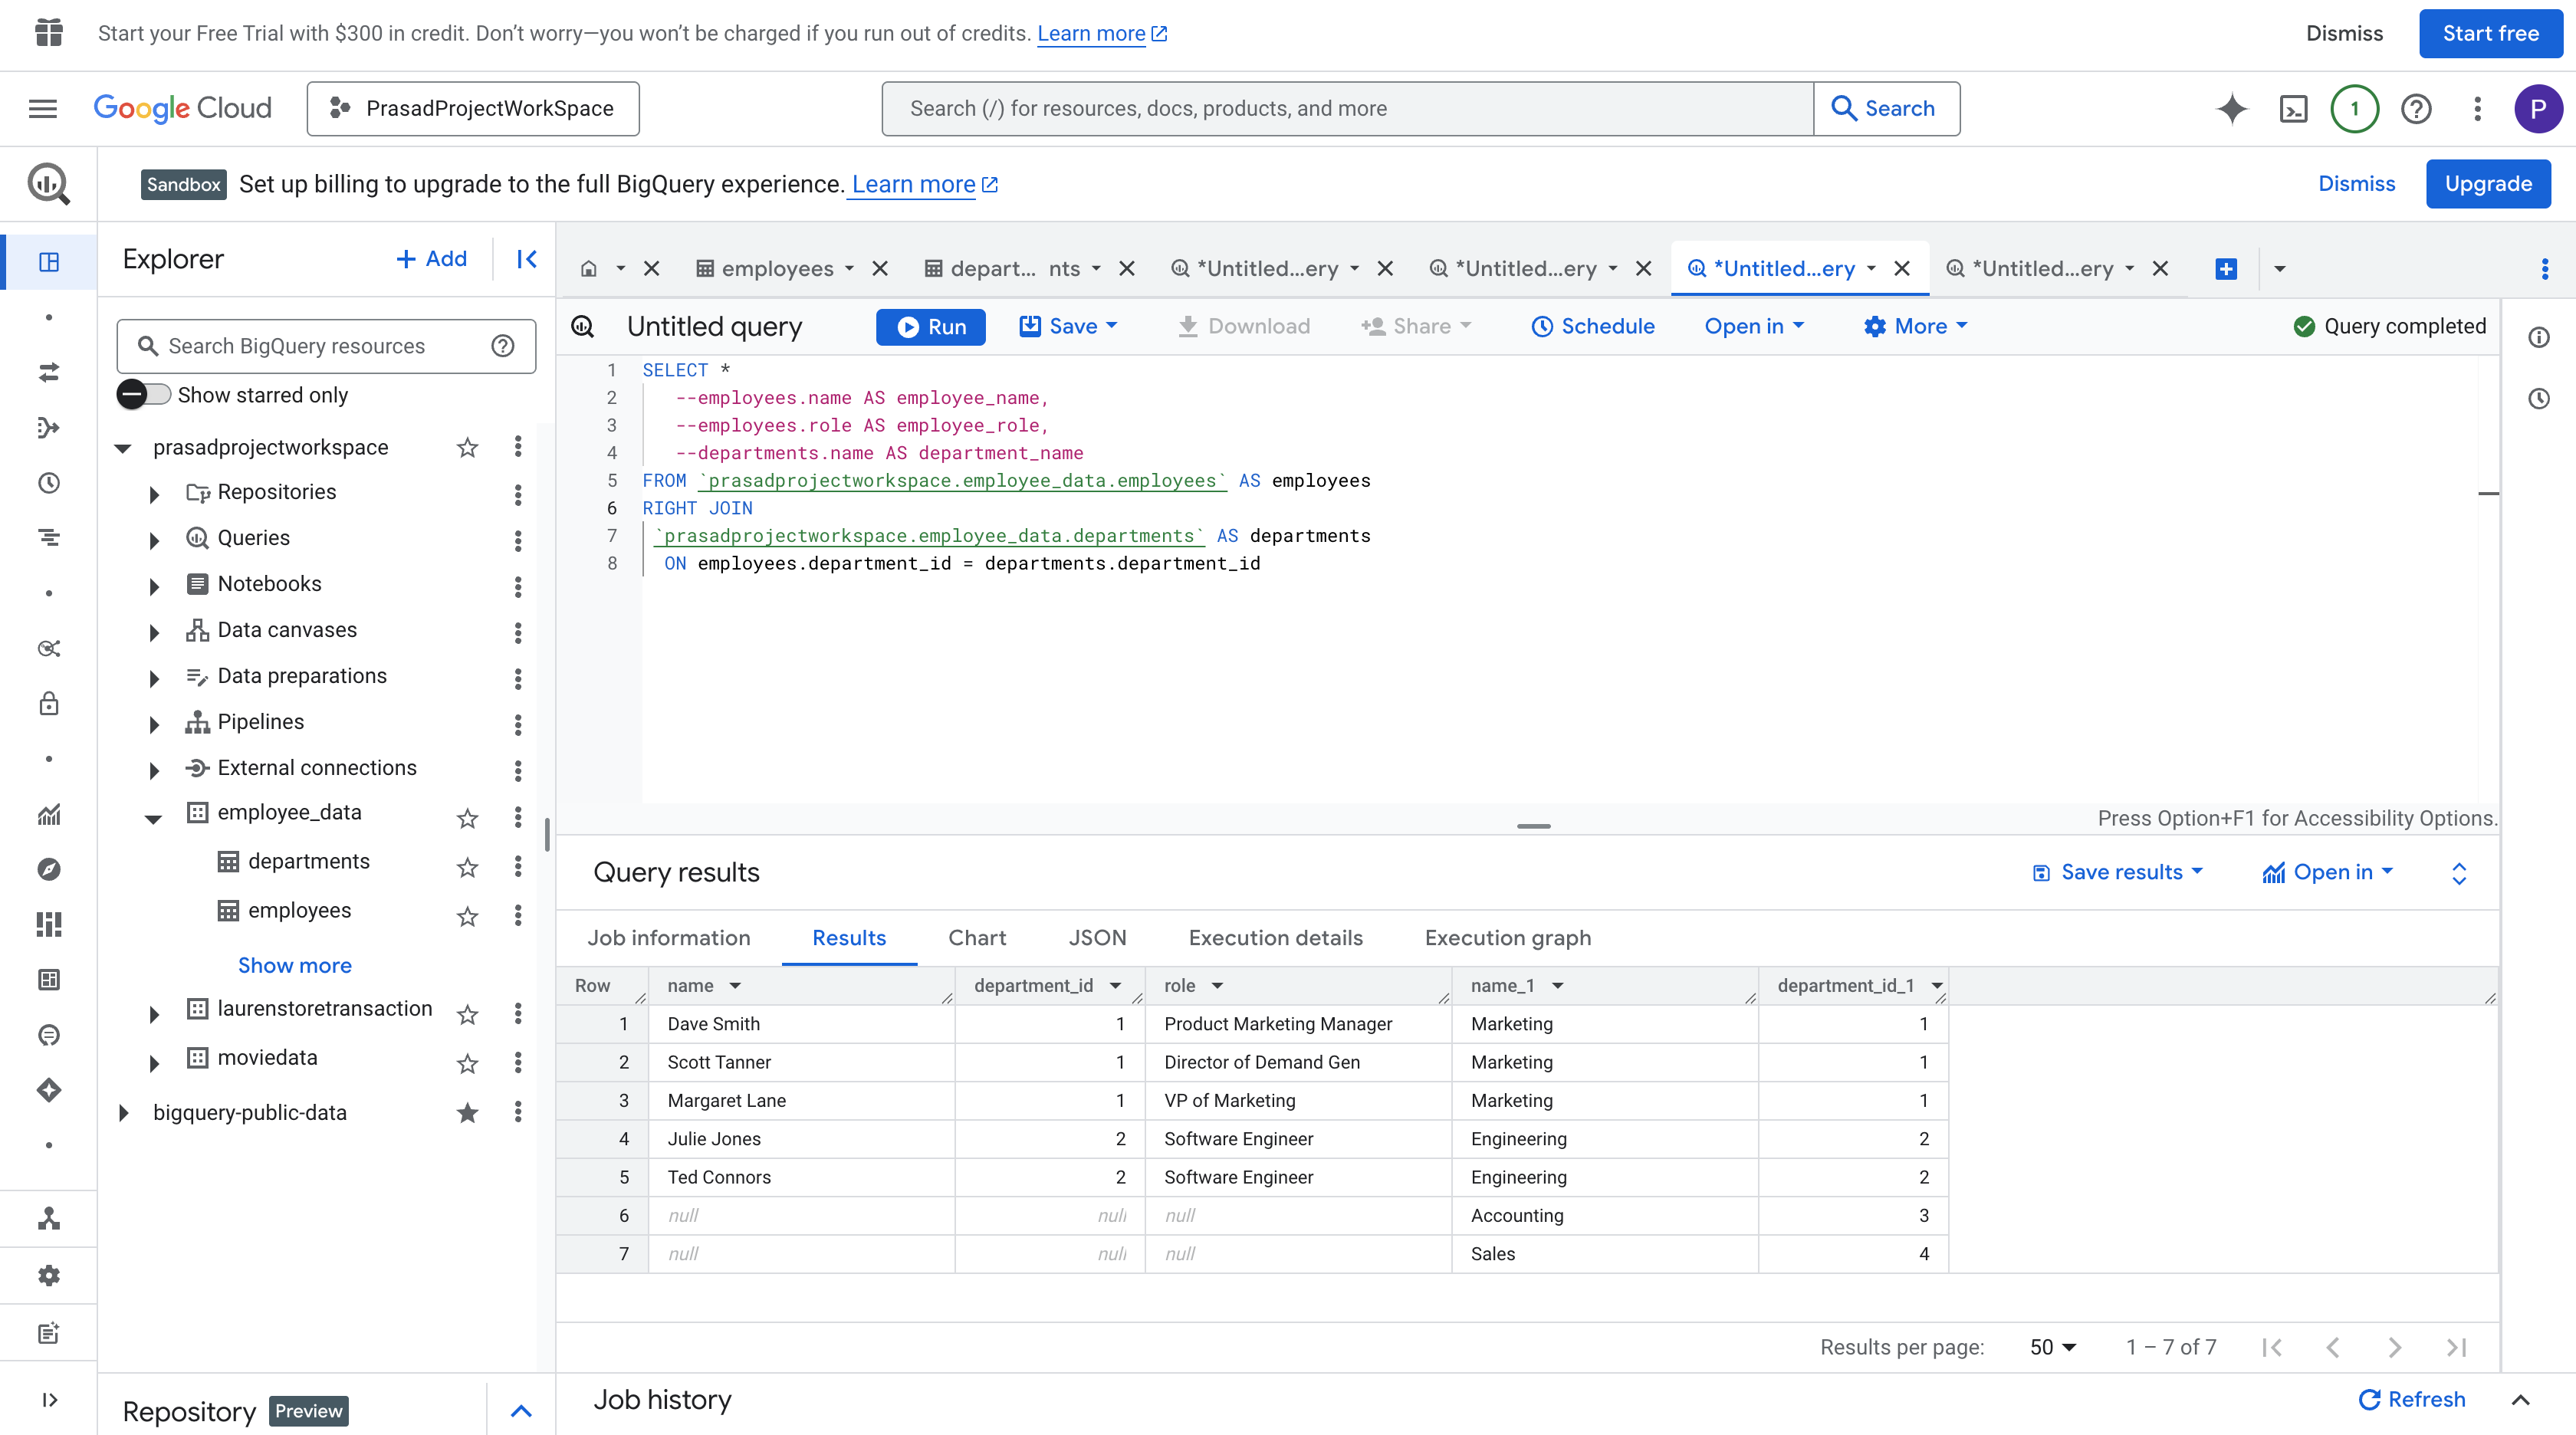 Start your Free Trial with $300 in credit. Don’t worry—you won’t be charged if you run out of credits. Learn more
Dismiss
Start free
Google Cloud
PrasadProjectWorkSpace
Search (/) for resources, docs, products, and more
Search
1
P
Sandbox
Set up billing to upgrade to the full BigQuery experience. Learn more
Dismiss
Upgrade
Explorer
+ Add
employees
depart... nts
*Untitled...ery
*Untitled...ery
*Untitled...ery
*Untitled...ery
Search BigQuery resources
Show starred only
prasadprojectworkspace
Repositories
Queries
Notebooks
Data canvases
Data preparations
Pipelines
External connections
employee_data
departments
employees
Show more
laurenstoretransaction
moviedata
bigquery-public-data
Repository Preview
Untitled query
Run
Save
Download
Share
Schedule
Open in
More
Query completed
1 SELECT *
2 --employees.name AS employee_name,
3 --employees.role AS employee_role,
4 --departments.name AS department_name
5 FROM `prasadprojectworkspace.employee_data.employees` AS employees
6 RIGHT JOIN
7 `prasadprojectworkspace.employee_data.departments` AS departments
8 ON employees.department_id = departments.department_id
Press Option+F1 for Accessibility Options.
Query results
Save results
Open in
Job information Results Chart JSON Execution details Execution graph
Row name department_id role name_1 department_id_1
1 Dave Smith 1 Product Marketing Manager Marketing 1
2 Scott Tanner 1 Director of Demand Gen Marketing 1
3 Margaret Lane 1 VP of Marketing Marketing 1
4 Julie Jones 2 Software Engineer Engineering 2
5 Ted Connors 2 Software Engineer Engineering 2
6 null null null Accounting 3
7 null null null Sales 4
Results per page: 50 1 – 7 of 7
Job history
Refresh